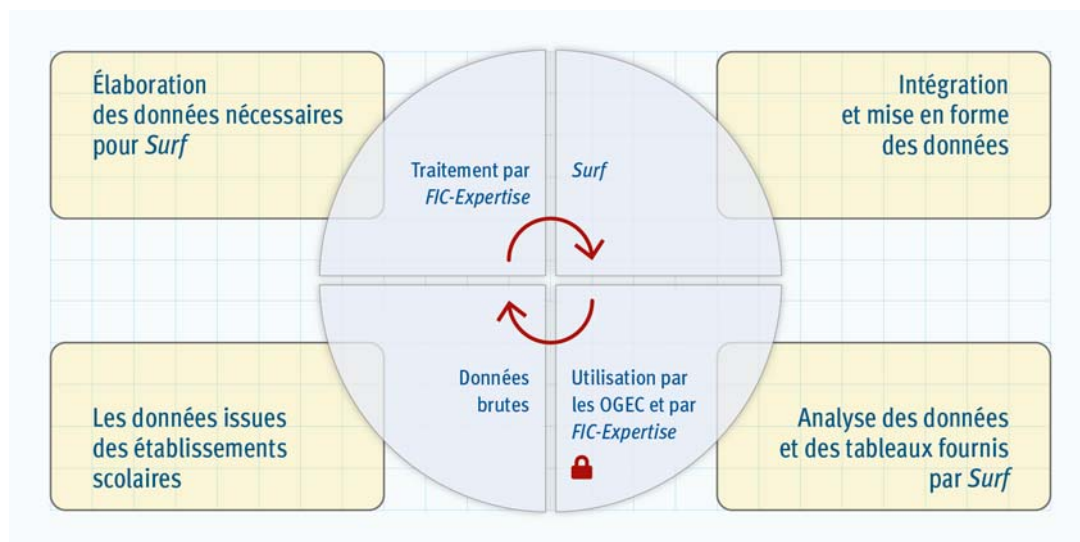 Élaboration
des données nécessaires
pour Surf
Traitement par
FIC-Expertise
Surf
Intégration
et mise en forme
des données
Les données issues
des établissements
scolaires
Données
brutes
Utilisation par
les OGEC et par
FIC-Expertise
Analyse des données
et des tableaux fournis
par Surf